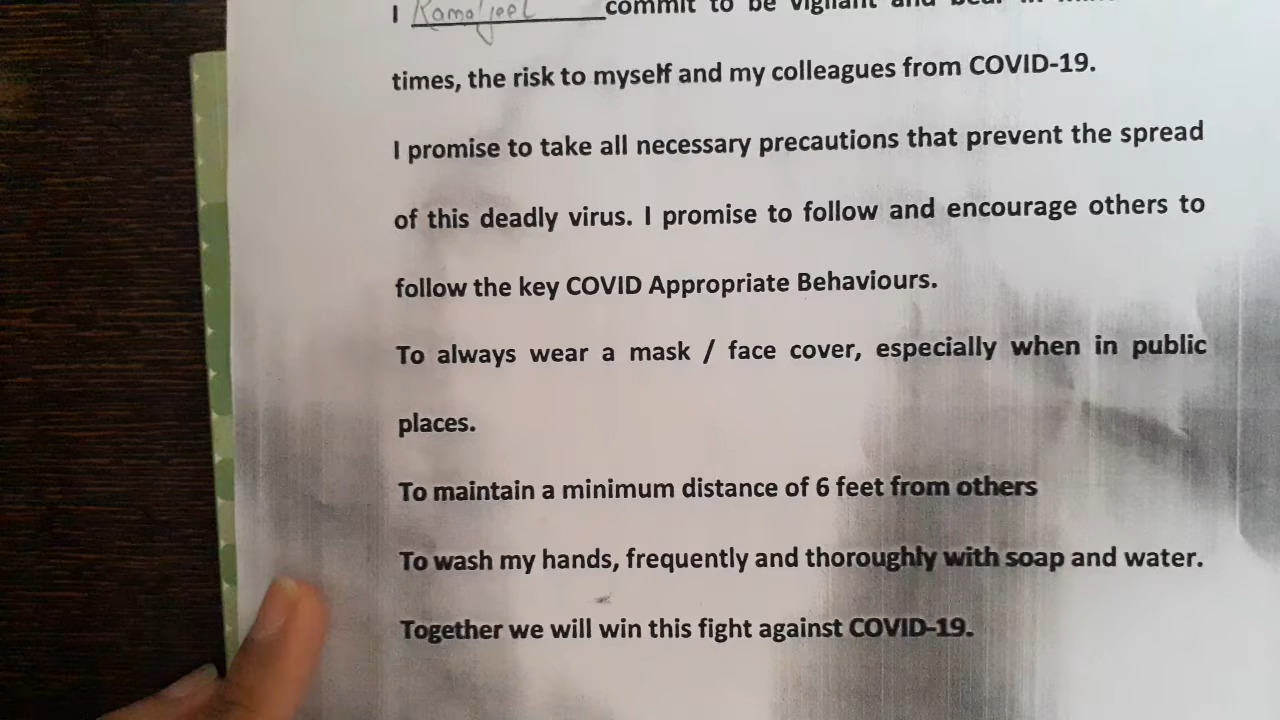 I Kamaljeet commit to be vigilant and bear in
times, the risk to myself and my colleagues from COVID-19.
I promise to take all necessary precautions that prevent the spread
of this deadly virus. I promise to follow and encourage others to
follow the key COVID Appropriate Behaviours.
To always wear a mask / face cover, especially when in public
places.
To maintain a minimum distance of 6 feet from others
To wash my hands, frequently and thoroughly with soap and water.
Together we will win this fight against COVID-19.